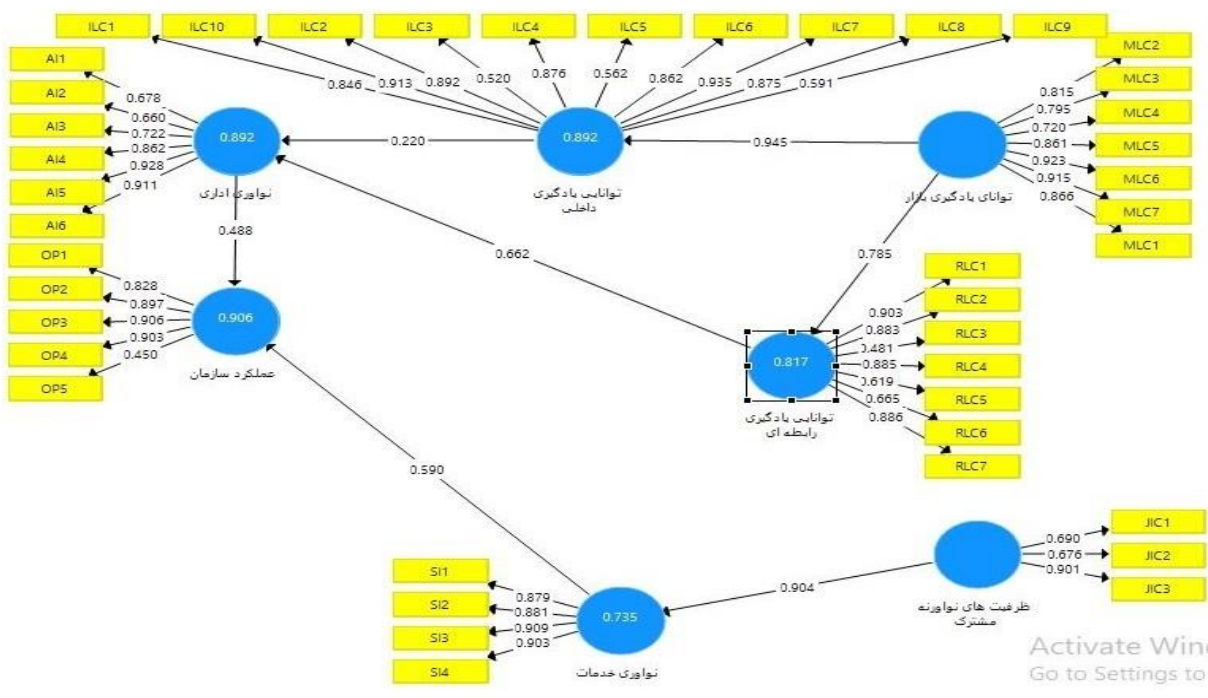 ILC1 ILC10 ILC2 ILC3 ILC4 ILC5 ILC6 ILC7 ILC8 ILC9
0.846 0.913 0.892 0.520 0.876 0.562 0.862 0.935 0.875 0.591
AI1
AI2
AI3
AI4
AI5
AI6
0.678
0.660
0.722
0.862
0.928
0.911
0.892
نواوری اداری
0.220
0.892
توانایی یادگیری
داخلی
0.945
توانای یادگیری بازار
MLC2
MLC3
MLC4
MLC5
MLC6
MLC7
MLC1
0.815
0.795
0.720
0.861
0.923
0.915
0.866
0.488
0.662
0.785
OP1
OP2
OP3
OP4
OP5
0.828
0.897
0.906
0.903
0.450
0.906
عملکرد سازمان
0.817
توانایی یادگیری
رابطه ای
RLC1
RLC2
RLC3
RLC4
RLC5
RLC6
RLC7
0.903
0.883
0.481
0.885
0.619
0.665
0.886
0.590
SI1
SI2
SI3
SI4
0.879
0.881
0.909
0.903
0.735
نواوری خدمات
0.904
ظرفیت های نواورنه
مشترک
0.690
0.676
0.901
JIC1
JIC2
JIC3
Activate Win
Go to Settings to